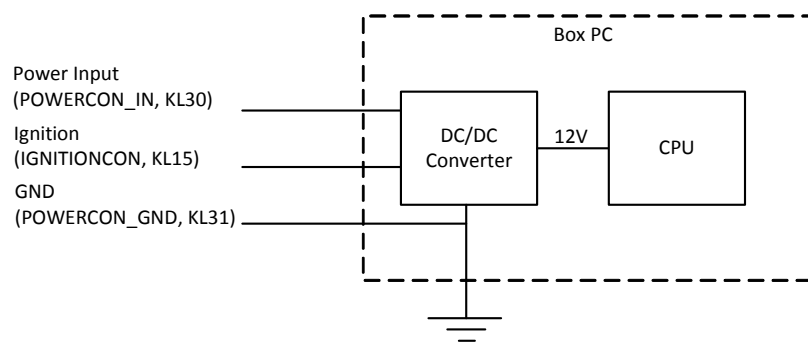 Box PC
Power Input
(POWERCON_IN, KL30)
Ignition
(IGNITIONCON, KL15)
GND
(POWERCON_GND, KL31)
DC/DC
Converter
12V
CPU